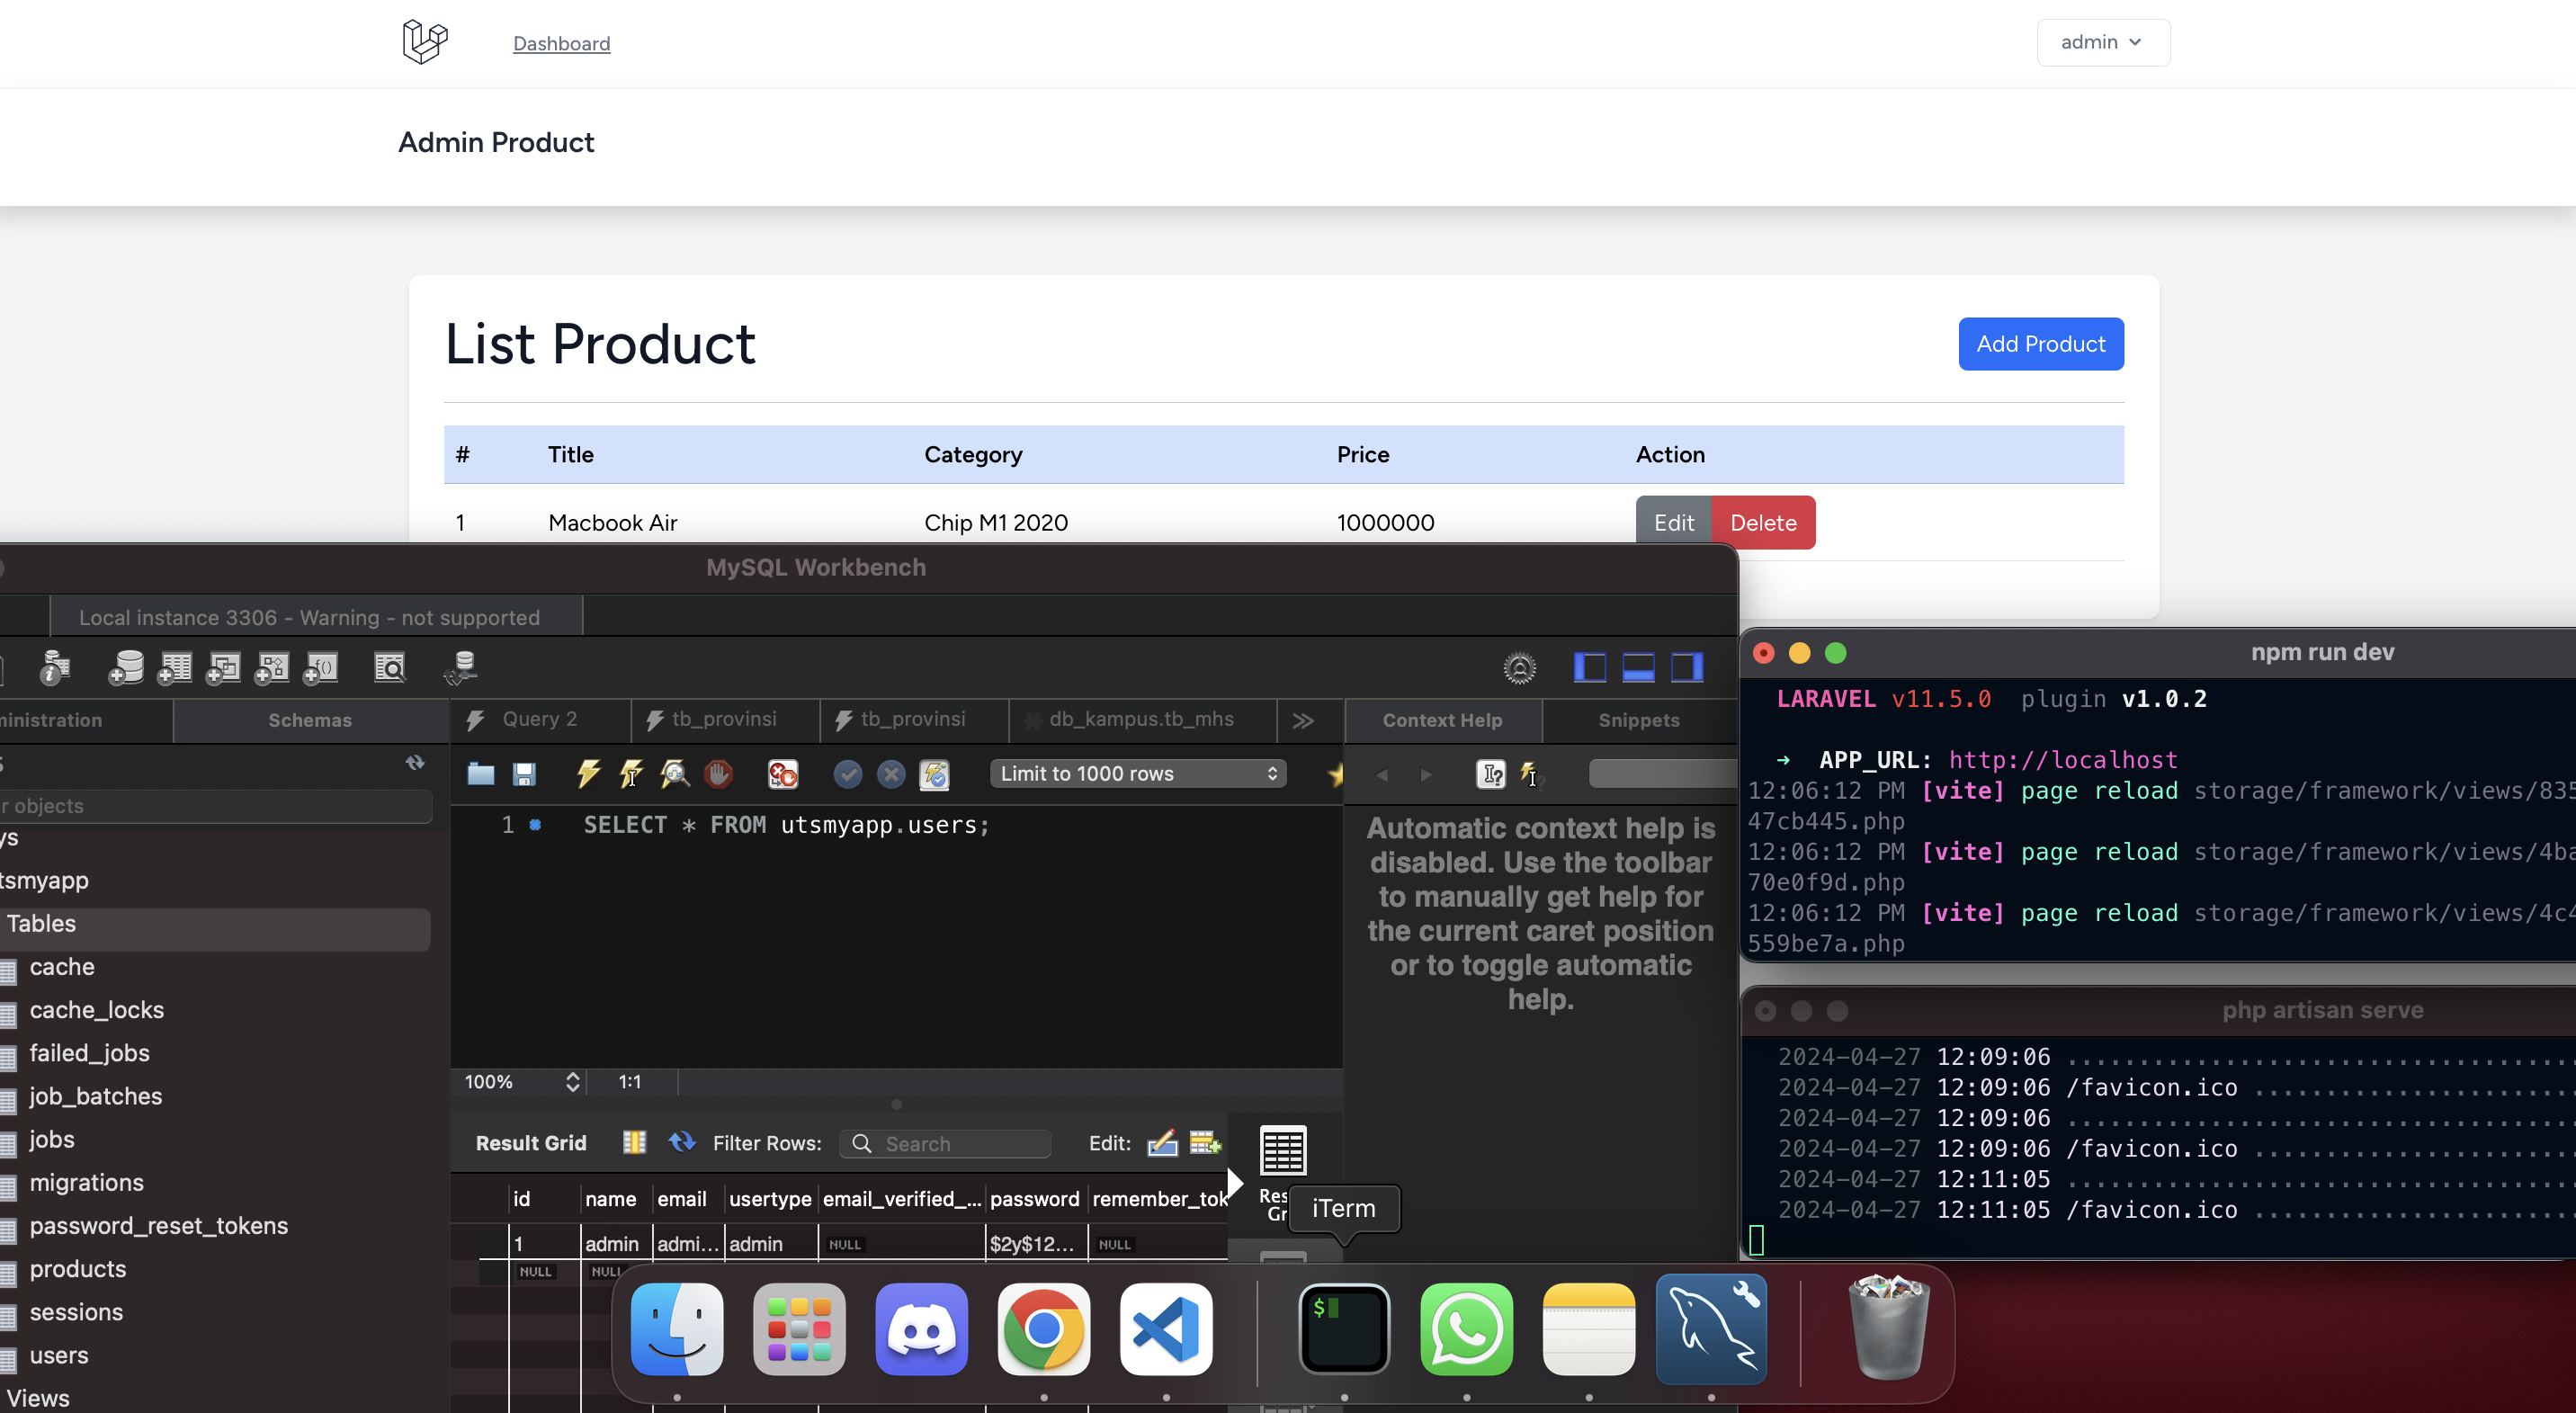 Dashboard
admin
Admin Product
List Product
Add Product
# Title Category Price Action
1 Macbook Air Chip M1 2020 1000000 Edit Delete
MySQL Workbench
Local instance 3306 - Warning - not supported
ministration Schemas
Query 2 tb_provinsi tb_provinsi db_kampus.tb_mhs
Context Help Snippets
Limit to 1000 rows
r objects
1 SELECT * FROM utsmyapp.users;
ys
tsmyapp
Tables
cache
cache_locks
failed_jobs
job_batches
jobs
migrations
password_reset_tokens
products
sessions
users
Views
Automatic context help is
disabled. Use the toolbar
to manually get help for
the current caret position
or to toggle automatic
help.
100% 1:1
Result Grid Filter Rows: Search Edit:
id name email usertype email_verified_... password remember_tok
1 admin admi... admin NULL $2y$12... NULL
NULL NULL
Res
Gr
iTerm
$
npm run dev
LARAVEL v11.5.0 plugin v1.0.2
➜ APP_URL: http://localhost
12:06:12 PM [vite] page reload storage/framework/views/835
47cb445.php
12:06:12 PM [vite] page reload storage/framework/views/4ba
70e0f9d.php
12:06:12 PM [vite] page reload storage/framework/views/4c4
559be7a.php
php artisan serve
2024-04-27 12:09:06 ..................................
2024-04-27 12:09:06 /favicon.ico .....................
2024-04-27 12:09:06 ..................................
2024-04-27 12:09:06 /favicon.ico .....................
2024-04-27 12:11:05 ..................................
2024-04-27 12:11:05 /favicon.ico .....................